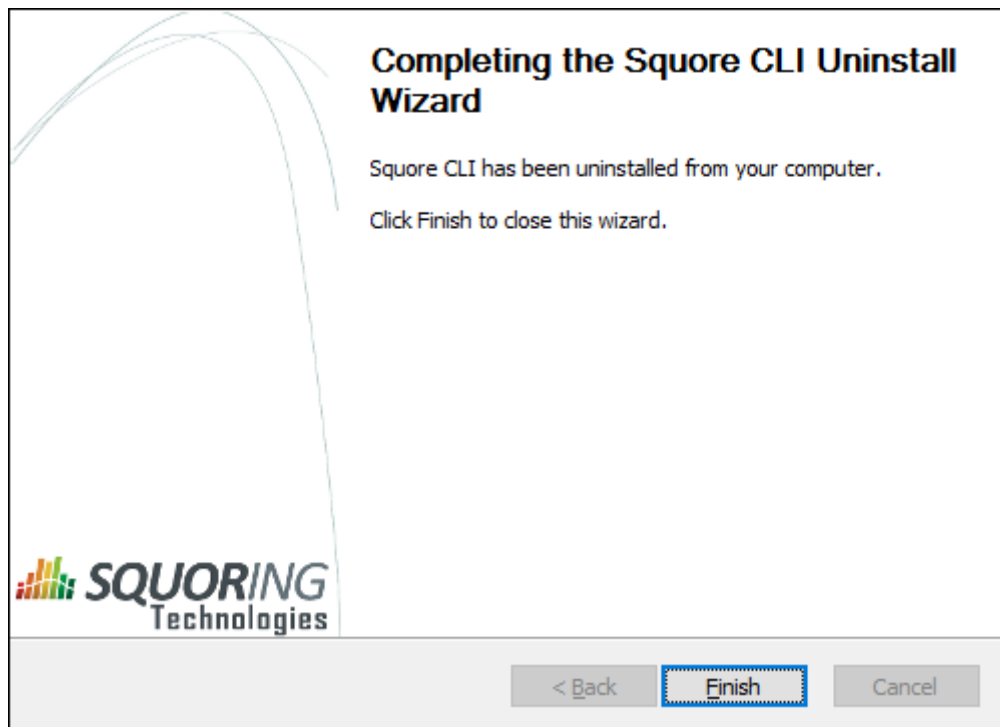 Completing the Squore CLI Uninstall
Wizard
Squore CLI has been uninstalled from your computer.
Click Finish to close this wizard.
SQUORING
Technologies
< Back
Finish
Cancel